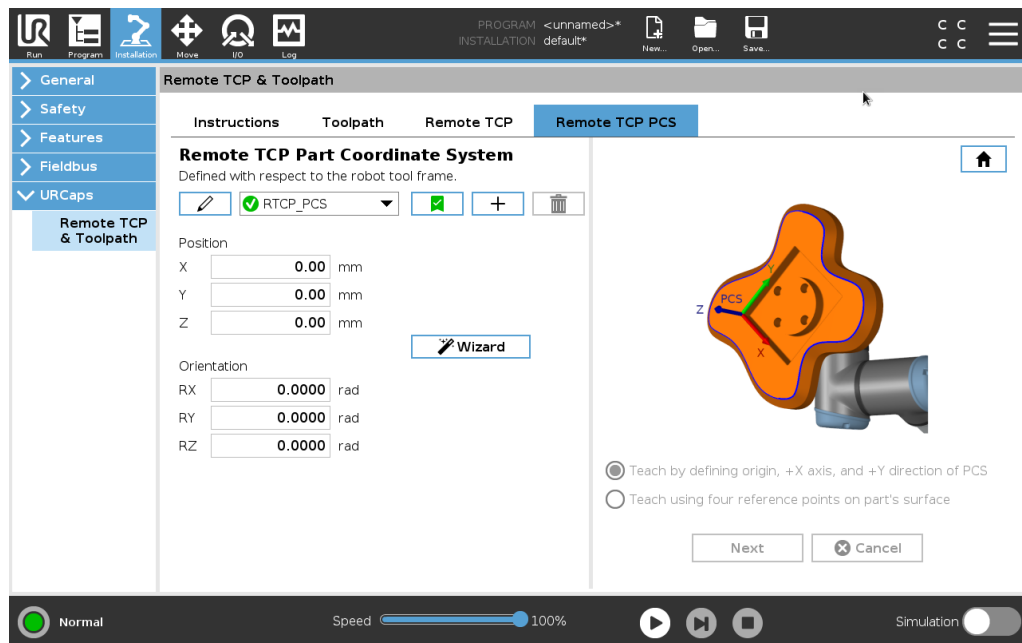 UR
Run
Program
Installation
Move
I/O
Log
PROGRAM <unnamed>*
INSTALLATION default*
New...
Open...
Save...
C C
C C
General
Safety
Features
Fieldbus
URCaps
Remote TCP
& Toolpath
Remote TCP & Toolpath
Instructions
Toolpath
Remote TCP
Remote TCP PCS
Remote TCP Part Coordinate System
Defined with respect to the robot tool frame.
RTCP_PCS
Position
X 0.00 mm
Y 0.00 mm
Z 0.00 mm
Wizard
Orientation
RX 0.0000 rad
RY 0.0000 rad
RZ 0.0000 rad
Y
PCS
Z
X
Teach by defining origin, +X axis, and +Y direction of PCS
Teach using four reference points on part's surface
Next
Cancel
Normal
Speed
100%
Simulation